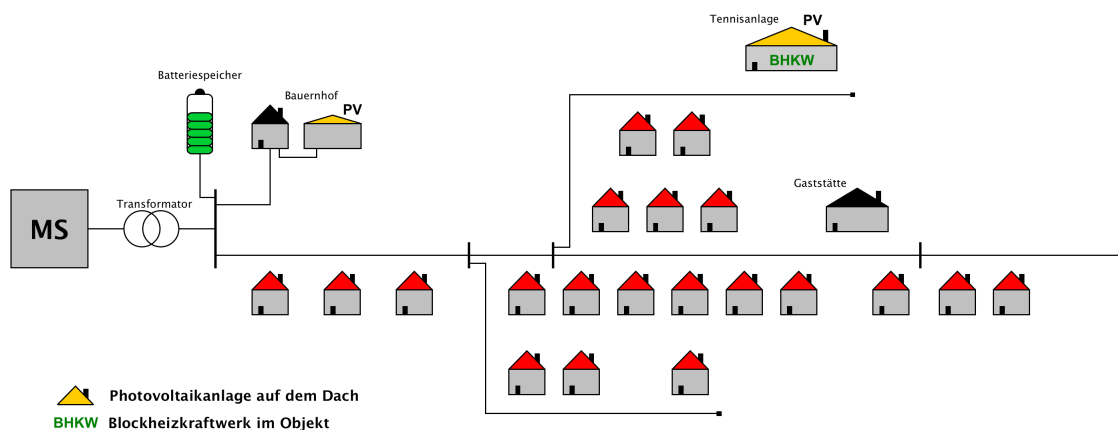 Tennisanlage
PV
BHKW
Batteriespeicher
Bauernhof
PV
Gaststätte
MS
Transformator
Photovoltaikanlage auf dem Dach
BHKW Blockheizkraftwerk im Objekt